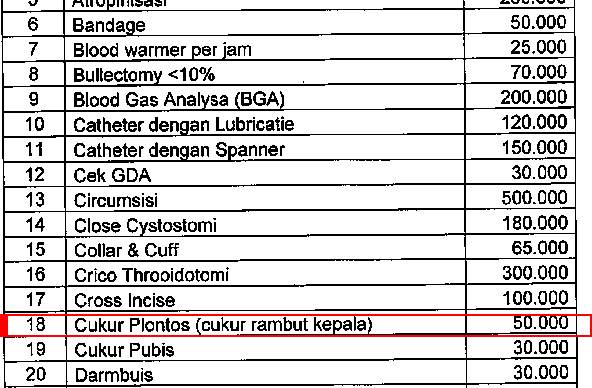 5 Atropinisasi 200.000
6 Bandage 50.000
7 Blood warmer per jam 25.000
8 Bullectomy <10% 70.000
9 Blood Gas Analysa (BGA) 200.000
10 Catheter dengan Lubricatie 120.000
11 Catheter dengan Spanner 150.000
12 Cek GDA 30.000
13 Circumsisi 500.000
14 Close Cystostomi 180.000
15 Collar & Cuff 65.000
16 Crico Throoidotomi 300.000
17 Cross Incise 100.000
18 Cukur Plontos (cukur rambut kepala) 50.000
19 Cukur Pubis 30.000
20 Darmbuis 30.000